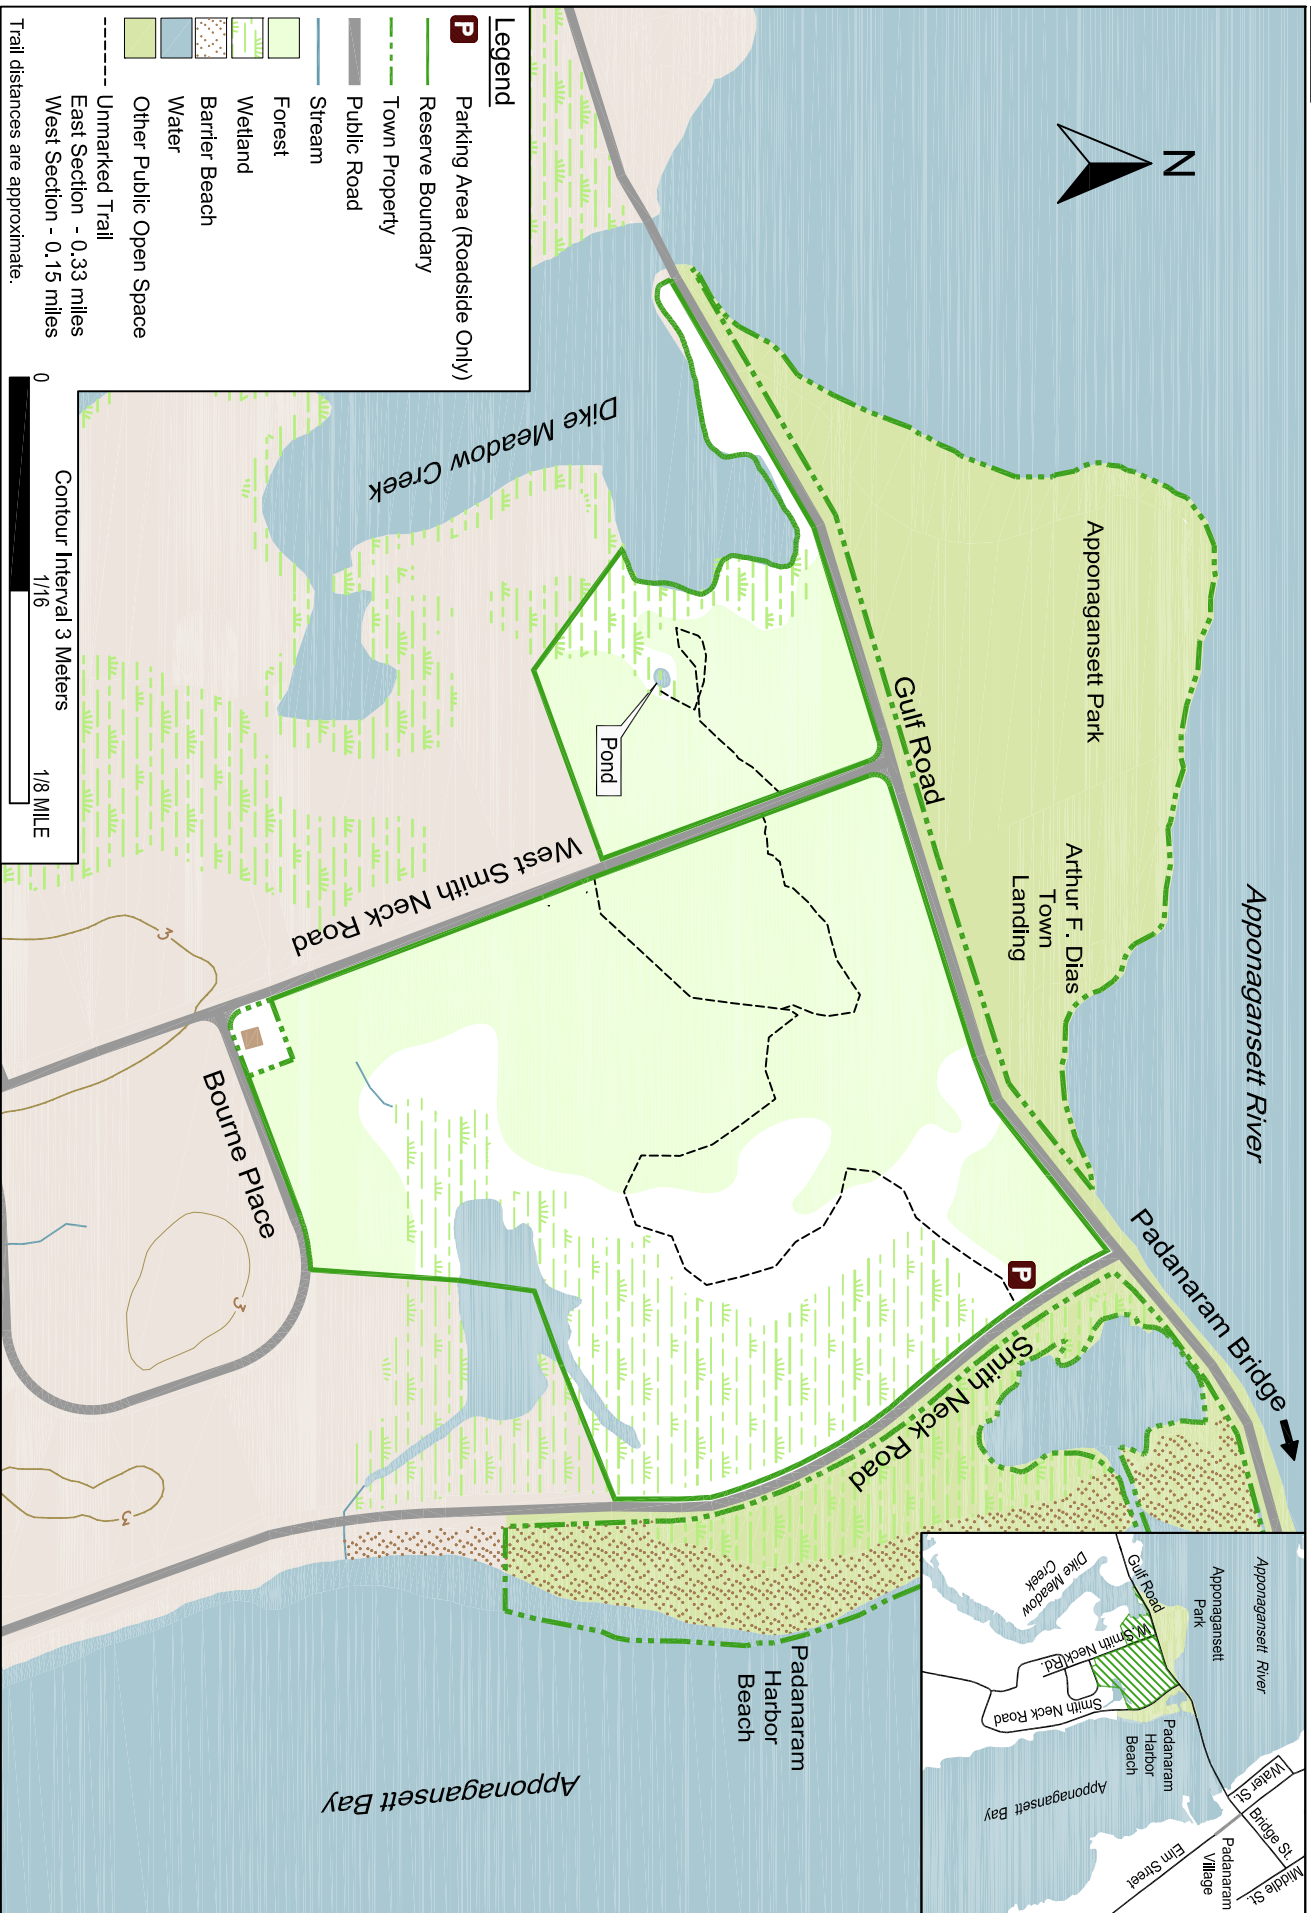 Legend
P
Parking Area (Roadside Only)
Reserve Boundary
Town Property
Public Road
Stream
Forest
Wetland
Barrier Beach
Water
Other Public Open Space
Unmarked Trail
East Section - 0.33 miles
West Section - 0.15 miles
Trail distances are approximate.
0
1/16
1/8 MILE
Contour Interval 3 Meters
N
Apponagansett River
Apponagansett Park
Arthur F. Dias
Town
Landing
Gulf Road
Padanaram Bridge
Dike Meadow Creek
Pond
West Smith Neck Road
Bourne Place
P
Smith Neck Road
Padanaram
Harbor
Beach
Apponagansett Bay
3
3
3
Apponagansett River
Apponagansett
Park
Gulf Road
Dike Meadow
Creek
W. Smith Neck Rd.
Smith Neck Road
Padanaram
Harbor
Beach
Apponagansett Bay
Water St.
Bridge St.
Middle St.
Elm Street
Padanaram
Village